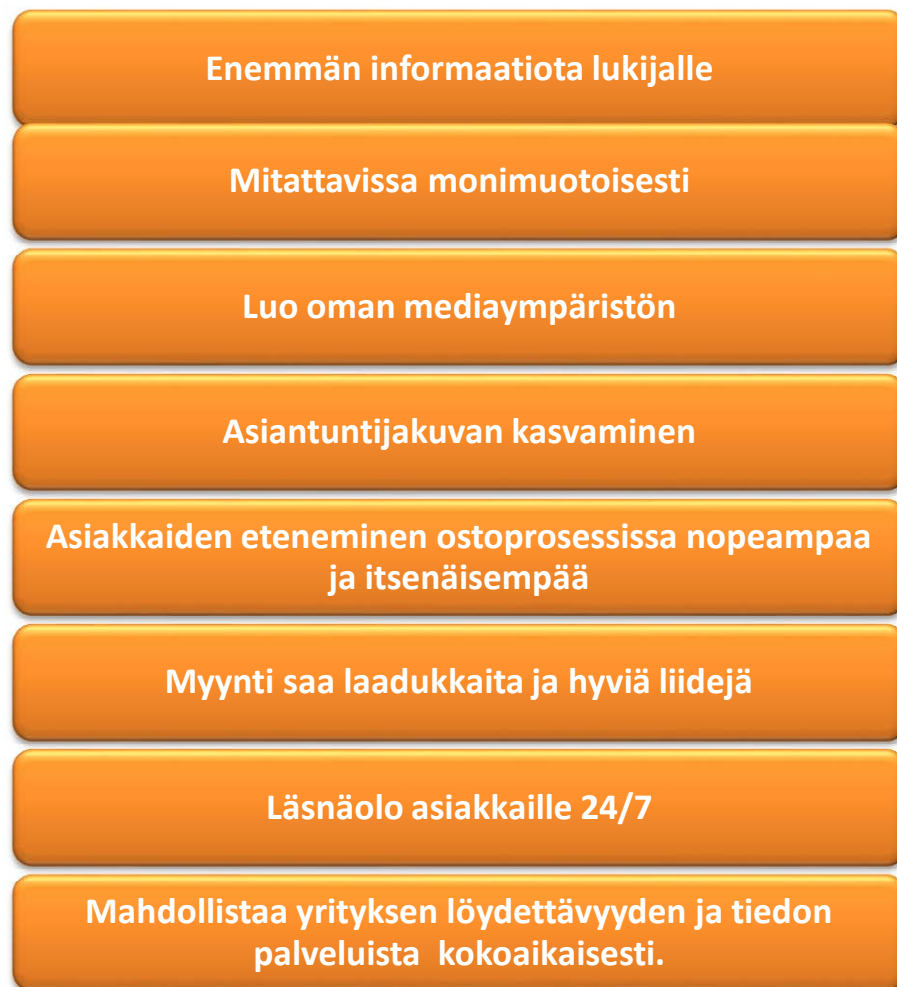 Enemmän informaatiota lukijalle
Mitattavissa monimuotoisesti
Luo oman mediaympäristön
Asiantuntijakuvan kasvaminen
Asiakkaiden eteneminen ostoprosessissa nopeampaa
ja itsenäisempää
Myynti saa laadukkaita ja hyviä liidejä
Läsnäolo asiakkaille 24/7
Mahdollistaa yrityksen löydettävyyden ja tiedon
palveluista  kokoaikaisesti.